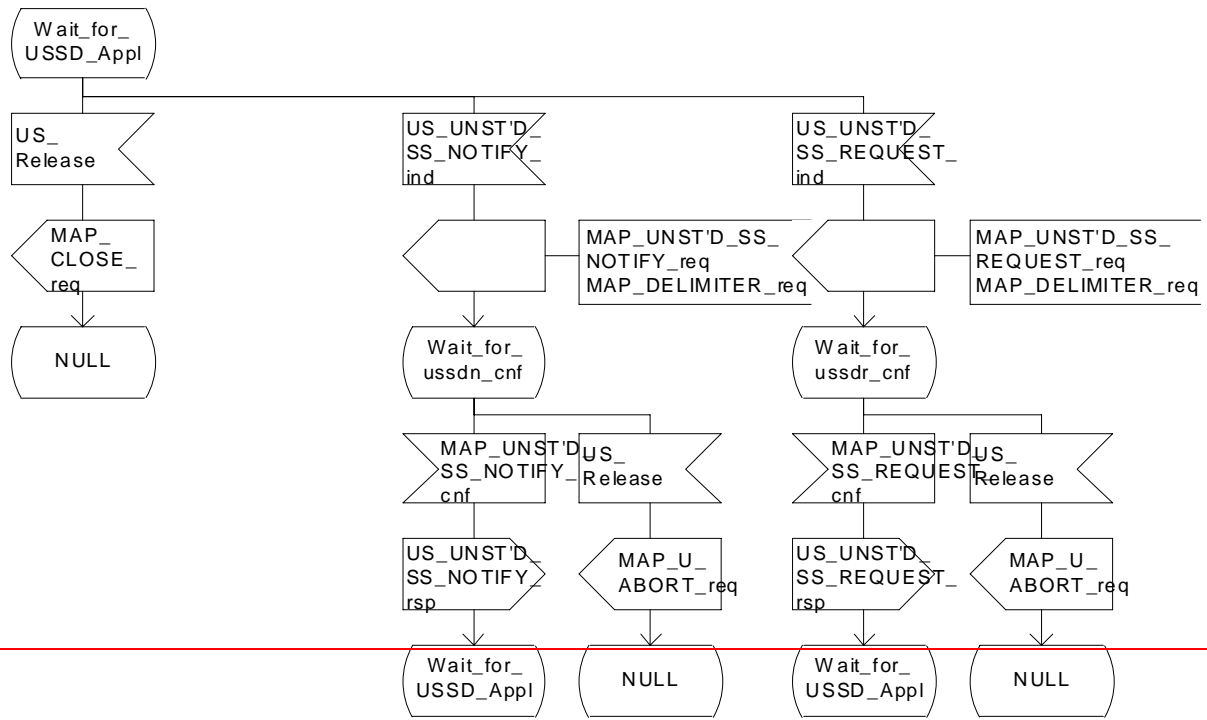 Wait_for_
USSD_Appl
US_
Release
US_UNST'D_
SS_NOTIFY_
ind
US_UNST'D_
SS_REQUEST_
ind
MAP_
CLOSE_
req
MAP_UNST'D_SS_
NOTIFY_req
MAP_DELIMITER_req
MAP_UNST'D_SS_
REQUEST_req
MAP_DELIMITER_req
NULL
Wait_for_
ussdn_cnf
Wait_for_
ussdr_cnf
MAP_UNST'D_
SS_NOTIFY_
cnf
US_
Release
MAP_UNST'D_
SS_REQUEST_
cnf
US_
Release
US_UNST'D_
SS_NOTIFY_
rsp
MAP_U_
ABORT_req
US_UNST'D_
SS_REQUEST_
rsp
MAP_U_
ABORT_req
Wait_for_
USSD_Appl
NULL
Wait_for_
USSD_Appl
NULL